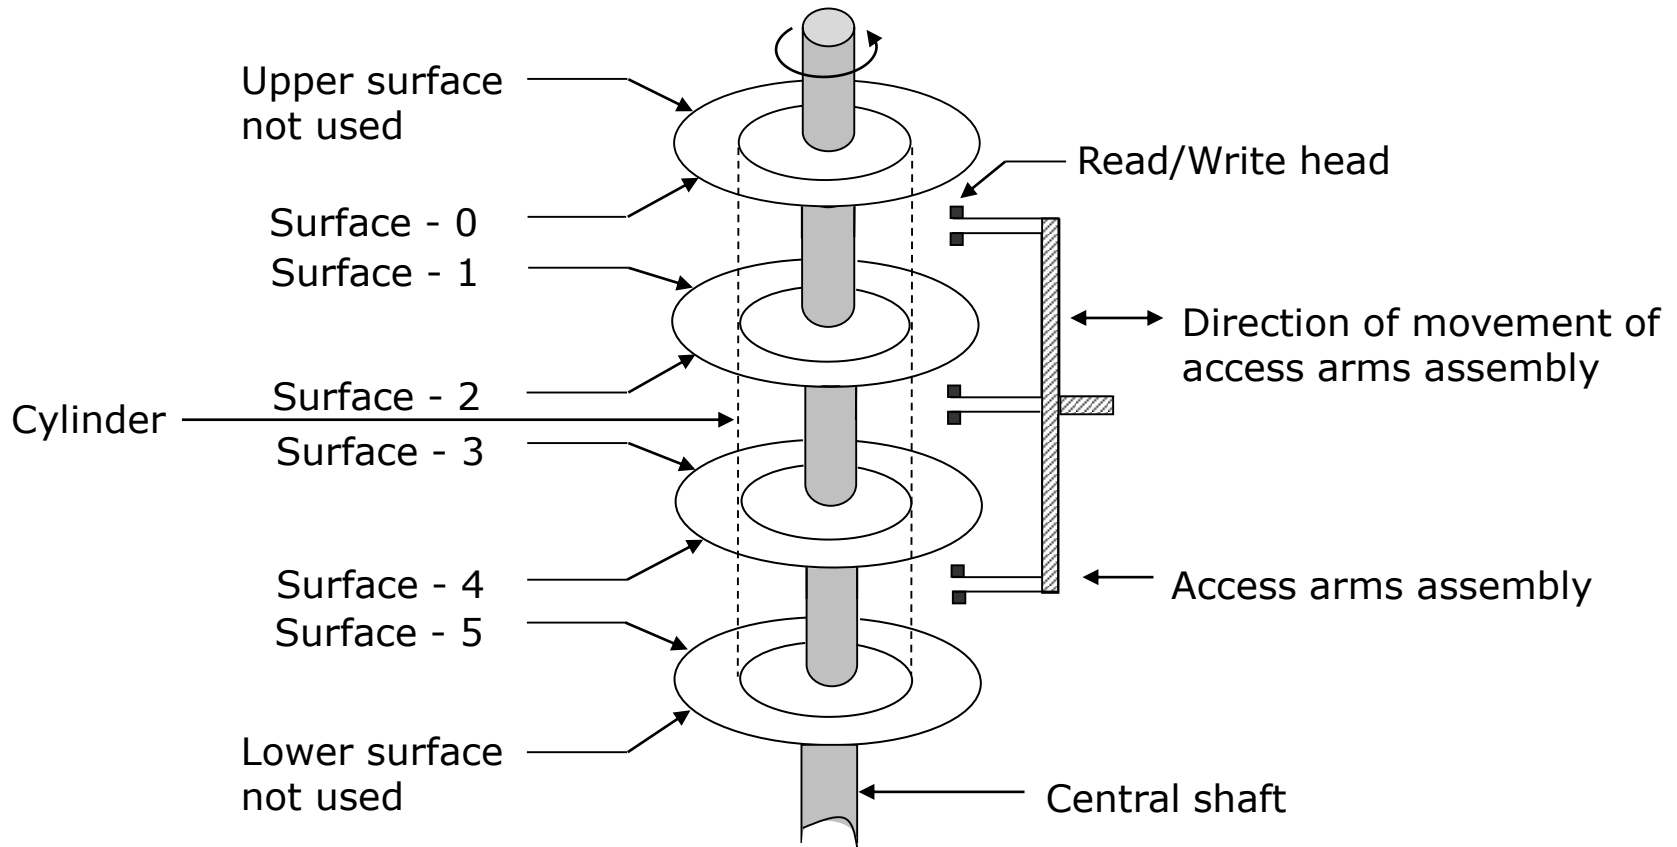 Upper surface
not used
Read/Write head
Surface - 0
Surface - 1
Direction of movement of
access arms assembly
Surface - 2
Cylinder
Surface - 3
Surface - 4
Access arms assembly
Surface - 5
Lower surface
not used
Central shaft